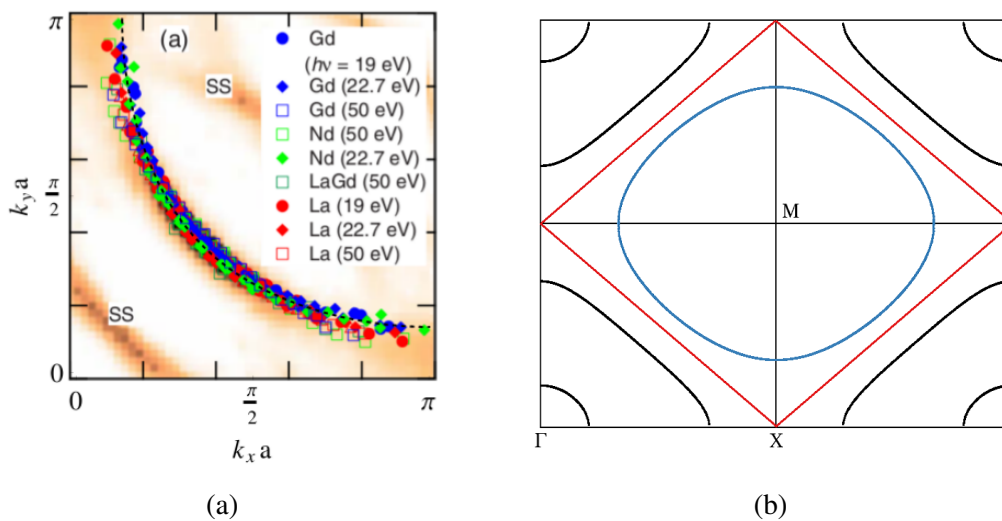 π
(a)
Gd
(hν = 19 eV)
Gd (22.7 eV)
Gd (50 eV)
Nd (50 eV)
Nd (22.7 eV)
LaGd (50 eV)
La (19 eV)
La (22.7 eV)
La (50 eV)
SS
SS
k_y a
π/2
0
0
π/2
π
k_x a
(a)
M
Γ
X
(b)